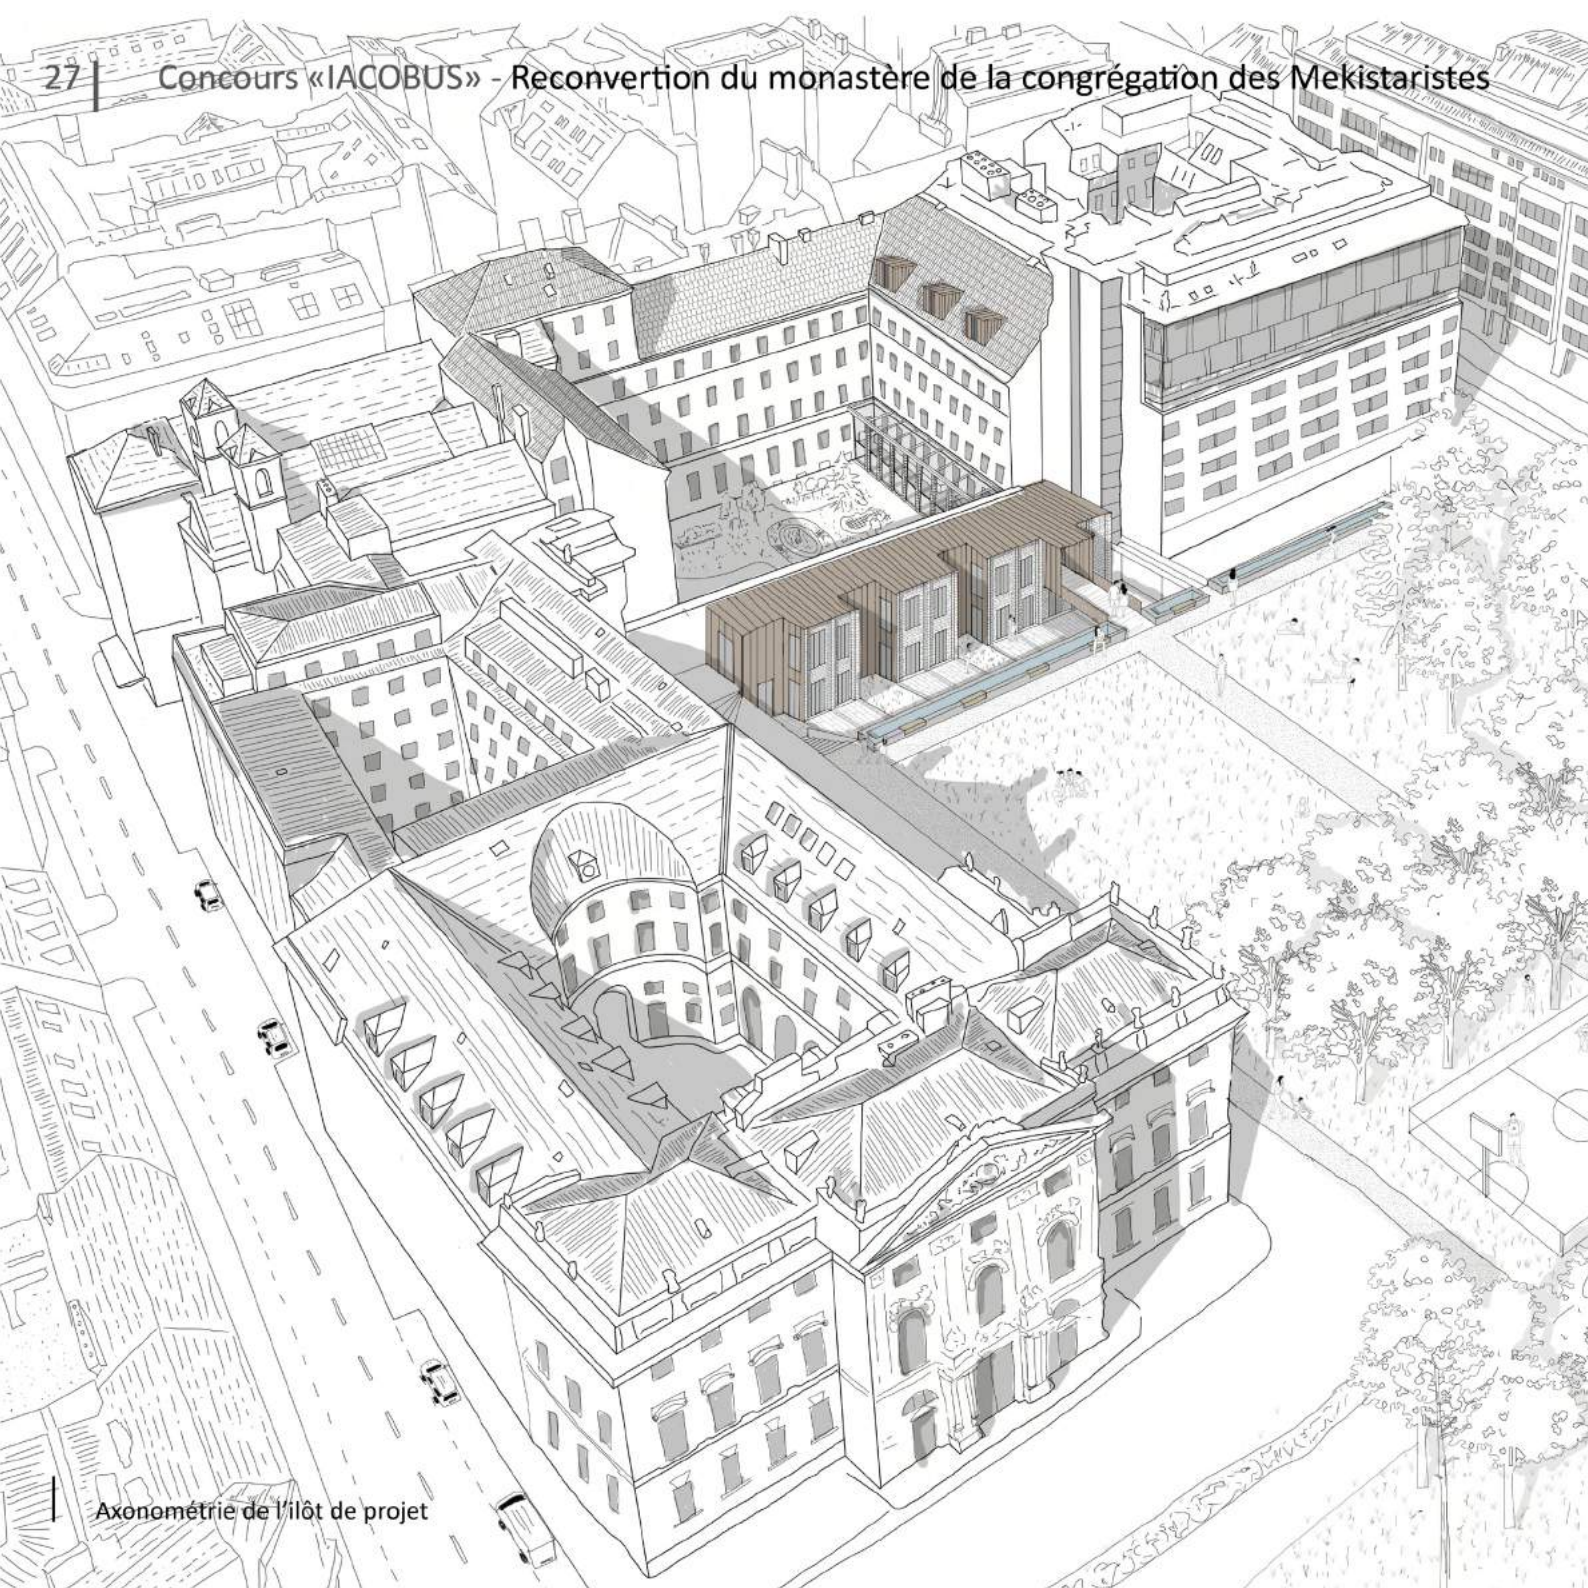 27 | Concours «IACOBUS» - Reconvertion du monastère de la congrégation des Mekistaristes
Axonométrie de l'ilôt de projet